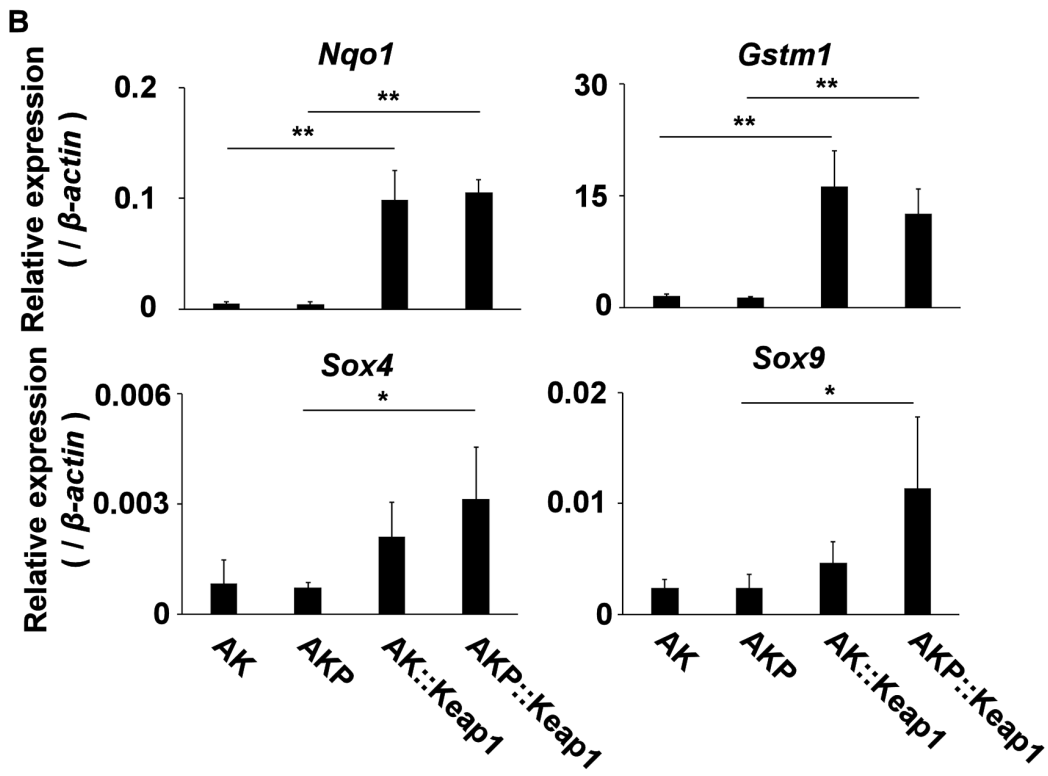 B
Nqo1
Gstm1
Relative expression
( / β-actin )
0.2
0.1
0
**
**
30
15
0
**
**
Sox4
Sox9
Relative expression
( / β-actin )
0.006
0.003
0
*
0.02
0.01
0
*
AK
AKP
AK::Keap1
AKP::Keap1
AK
AKP
AK::Keap1
AKP::Keap1